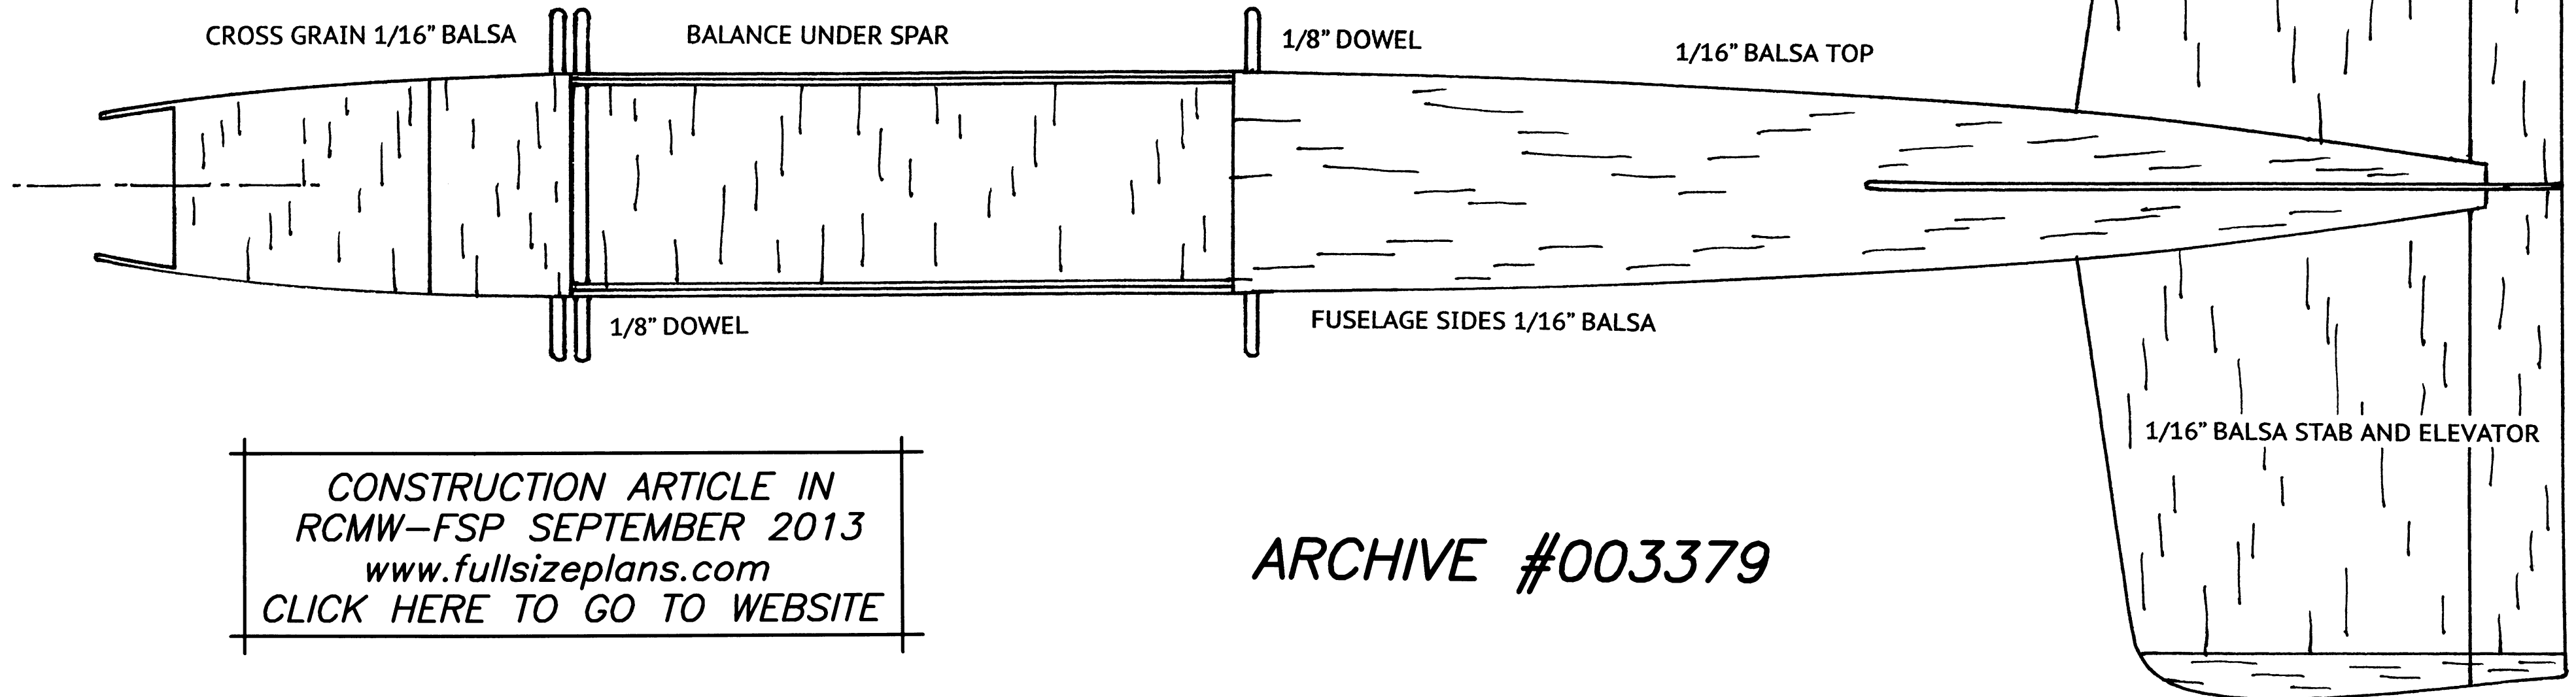 CROSS GRAIN 1/16" BALSA
BALANCE UNDER SPAR
1/8" DOWEL
1/16" BALSA TOP
1/8" DOWEL
FUSELAGE SIDES 1/16" BALSA
1/16" BALSA STAB AND ELEVATOR
CONSTRUCTION ARTICLE IN
RCMW-FSP SEPTEMBER 2013
www.fullsizeplans.com
CLICK HERE TO GO TO WEBSITE
ARCHIVE #003379